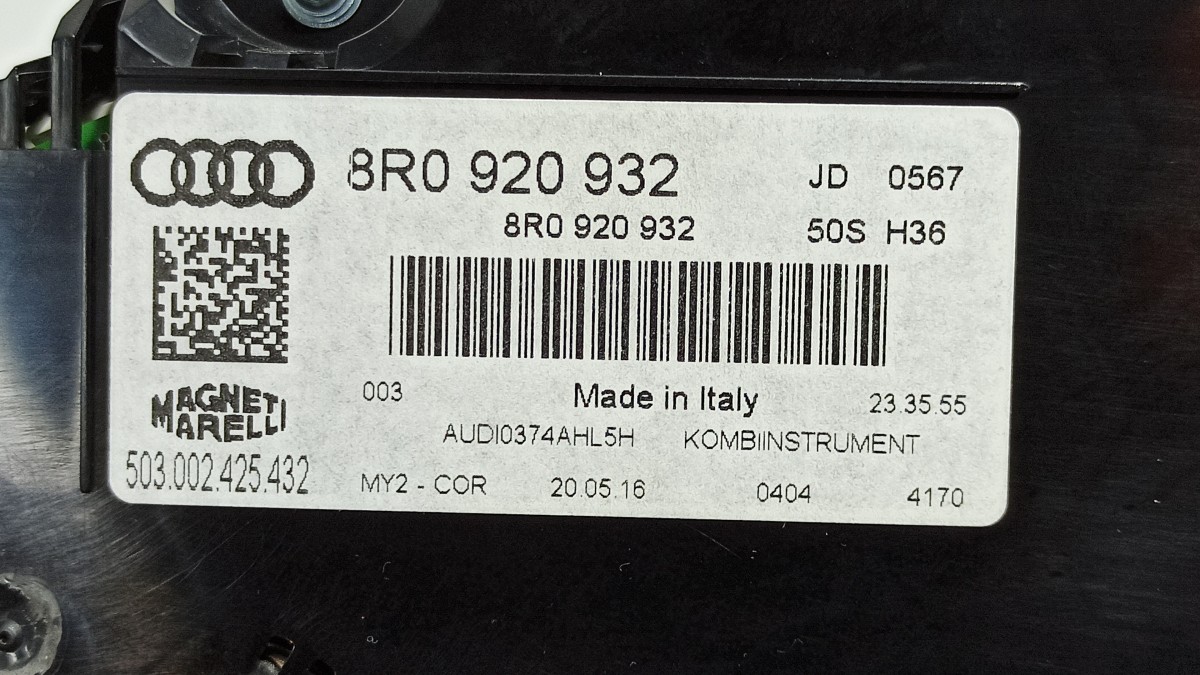 8R0 920 932 JD 0567
8R0 920 932 50S H36
MAGNETI
MARELLI
503.002.425.432
003 Made in Italy 23.35.55
AUDI0374AHL5H KOMBIINSTRUMENT
MY2 - COR 20.05.16 0404 4170